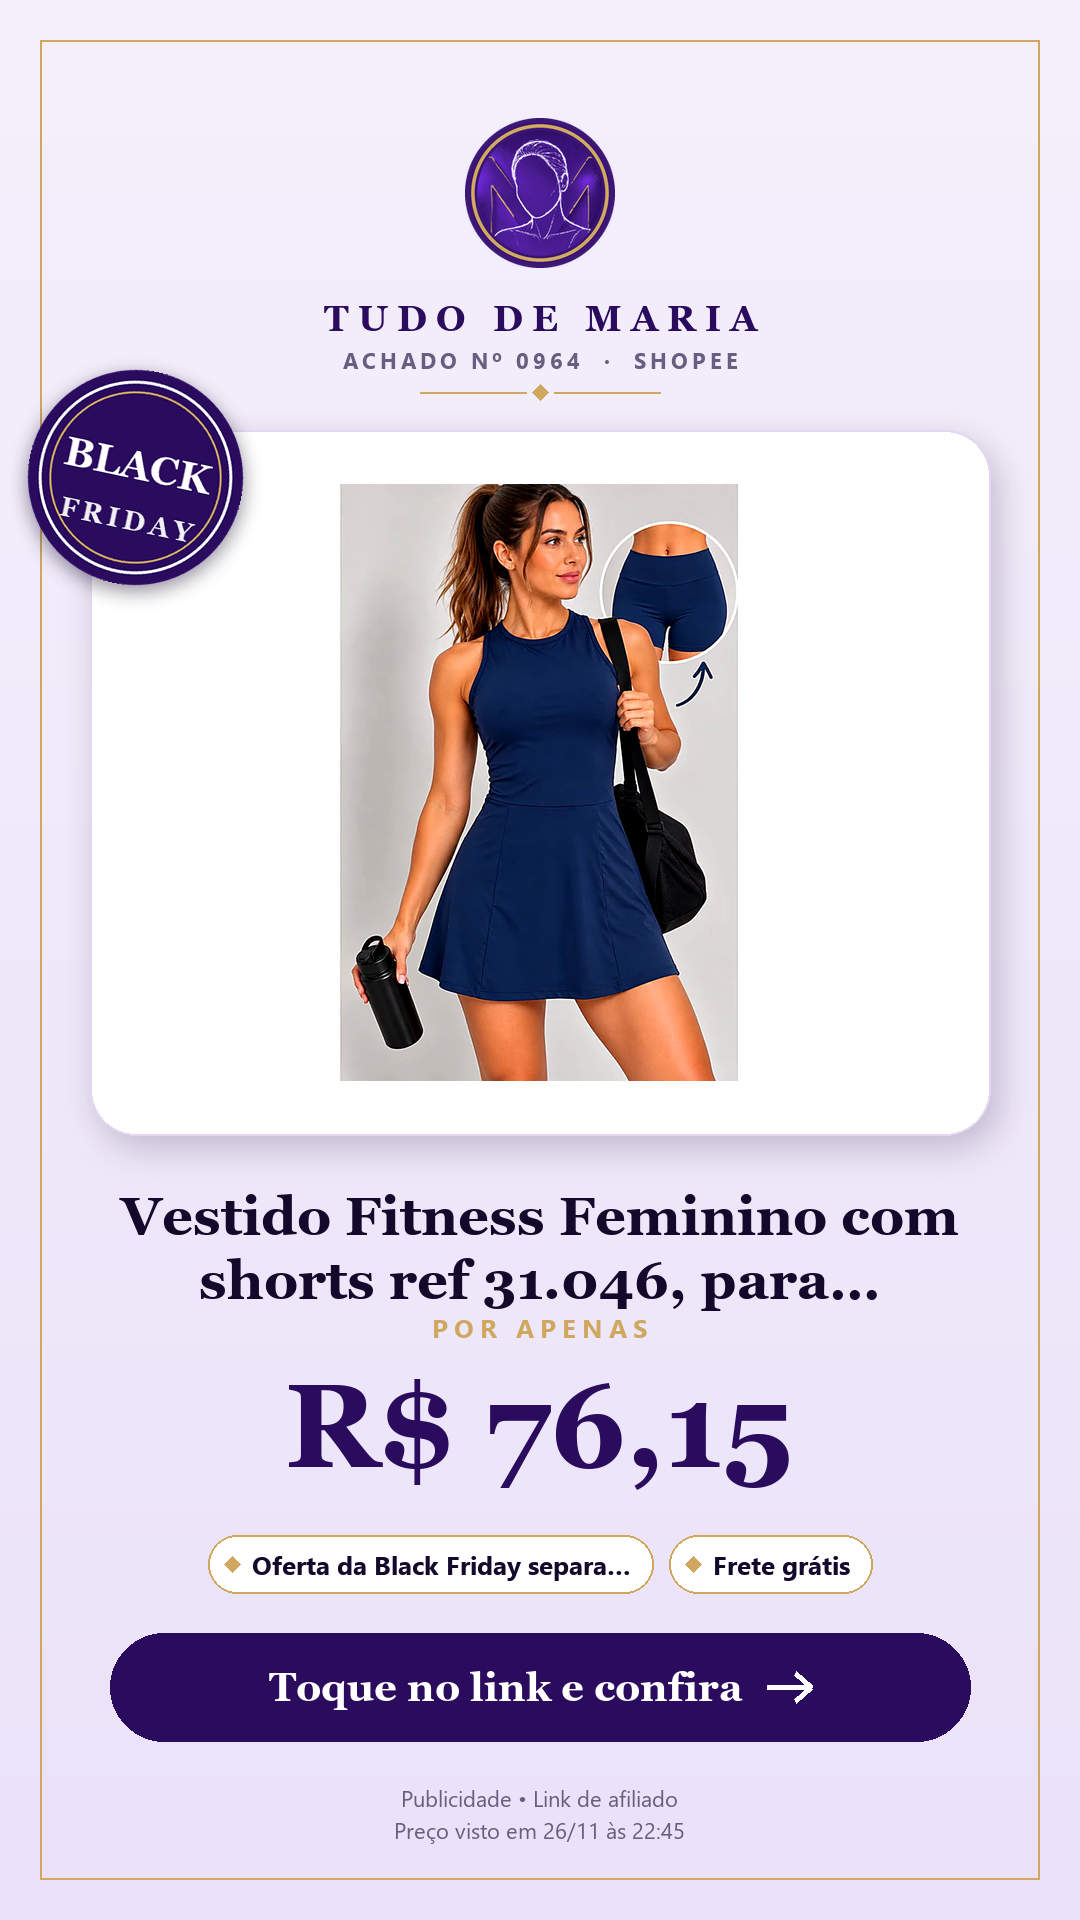 TUDO DE MARIA
ACHADO Nº 0964 · SHOPEE
BLACK
FRIDAY
Vestido Fitness Feminino com
shorts ref 31.046, para...
POR APENAS
R$ 76,15
Oferta da Black Friday separa...
Frete grátis
Toque no link e confira →
Publicidade • Link de afiliado
Preço visto em 26/11 às 22:45